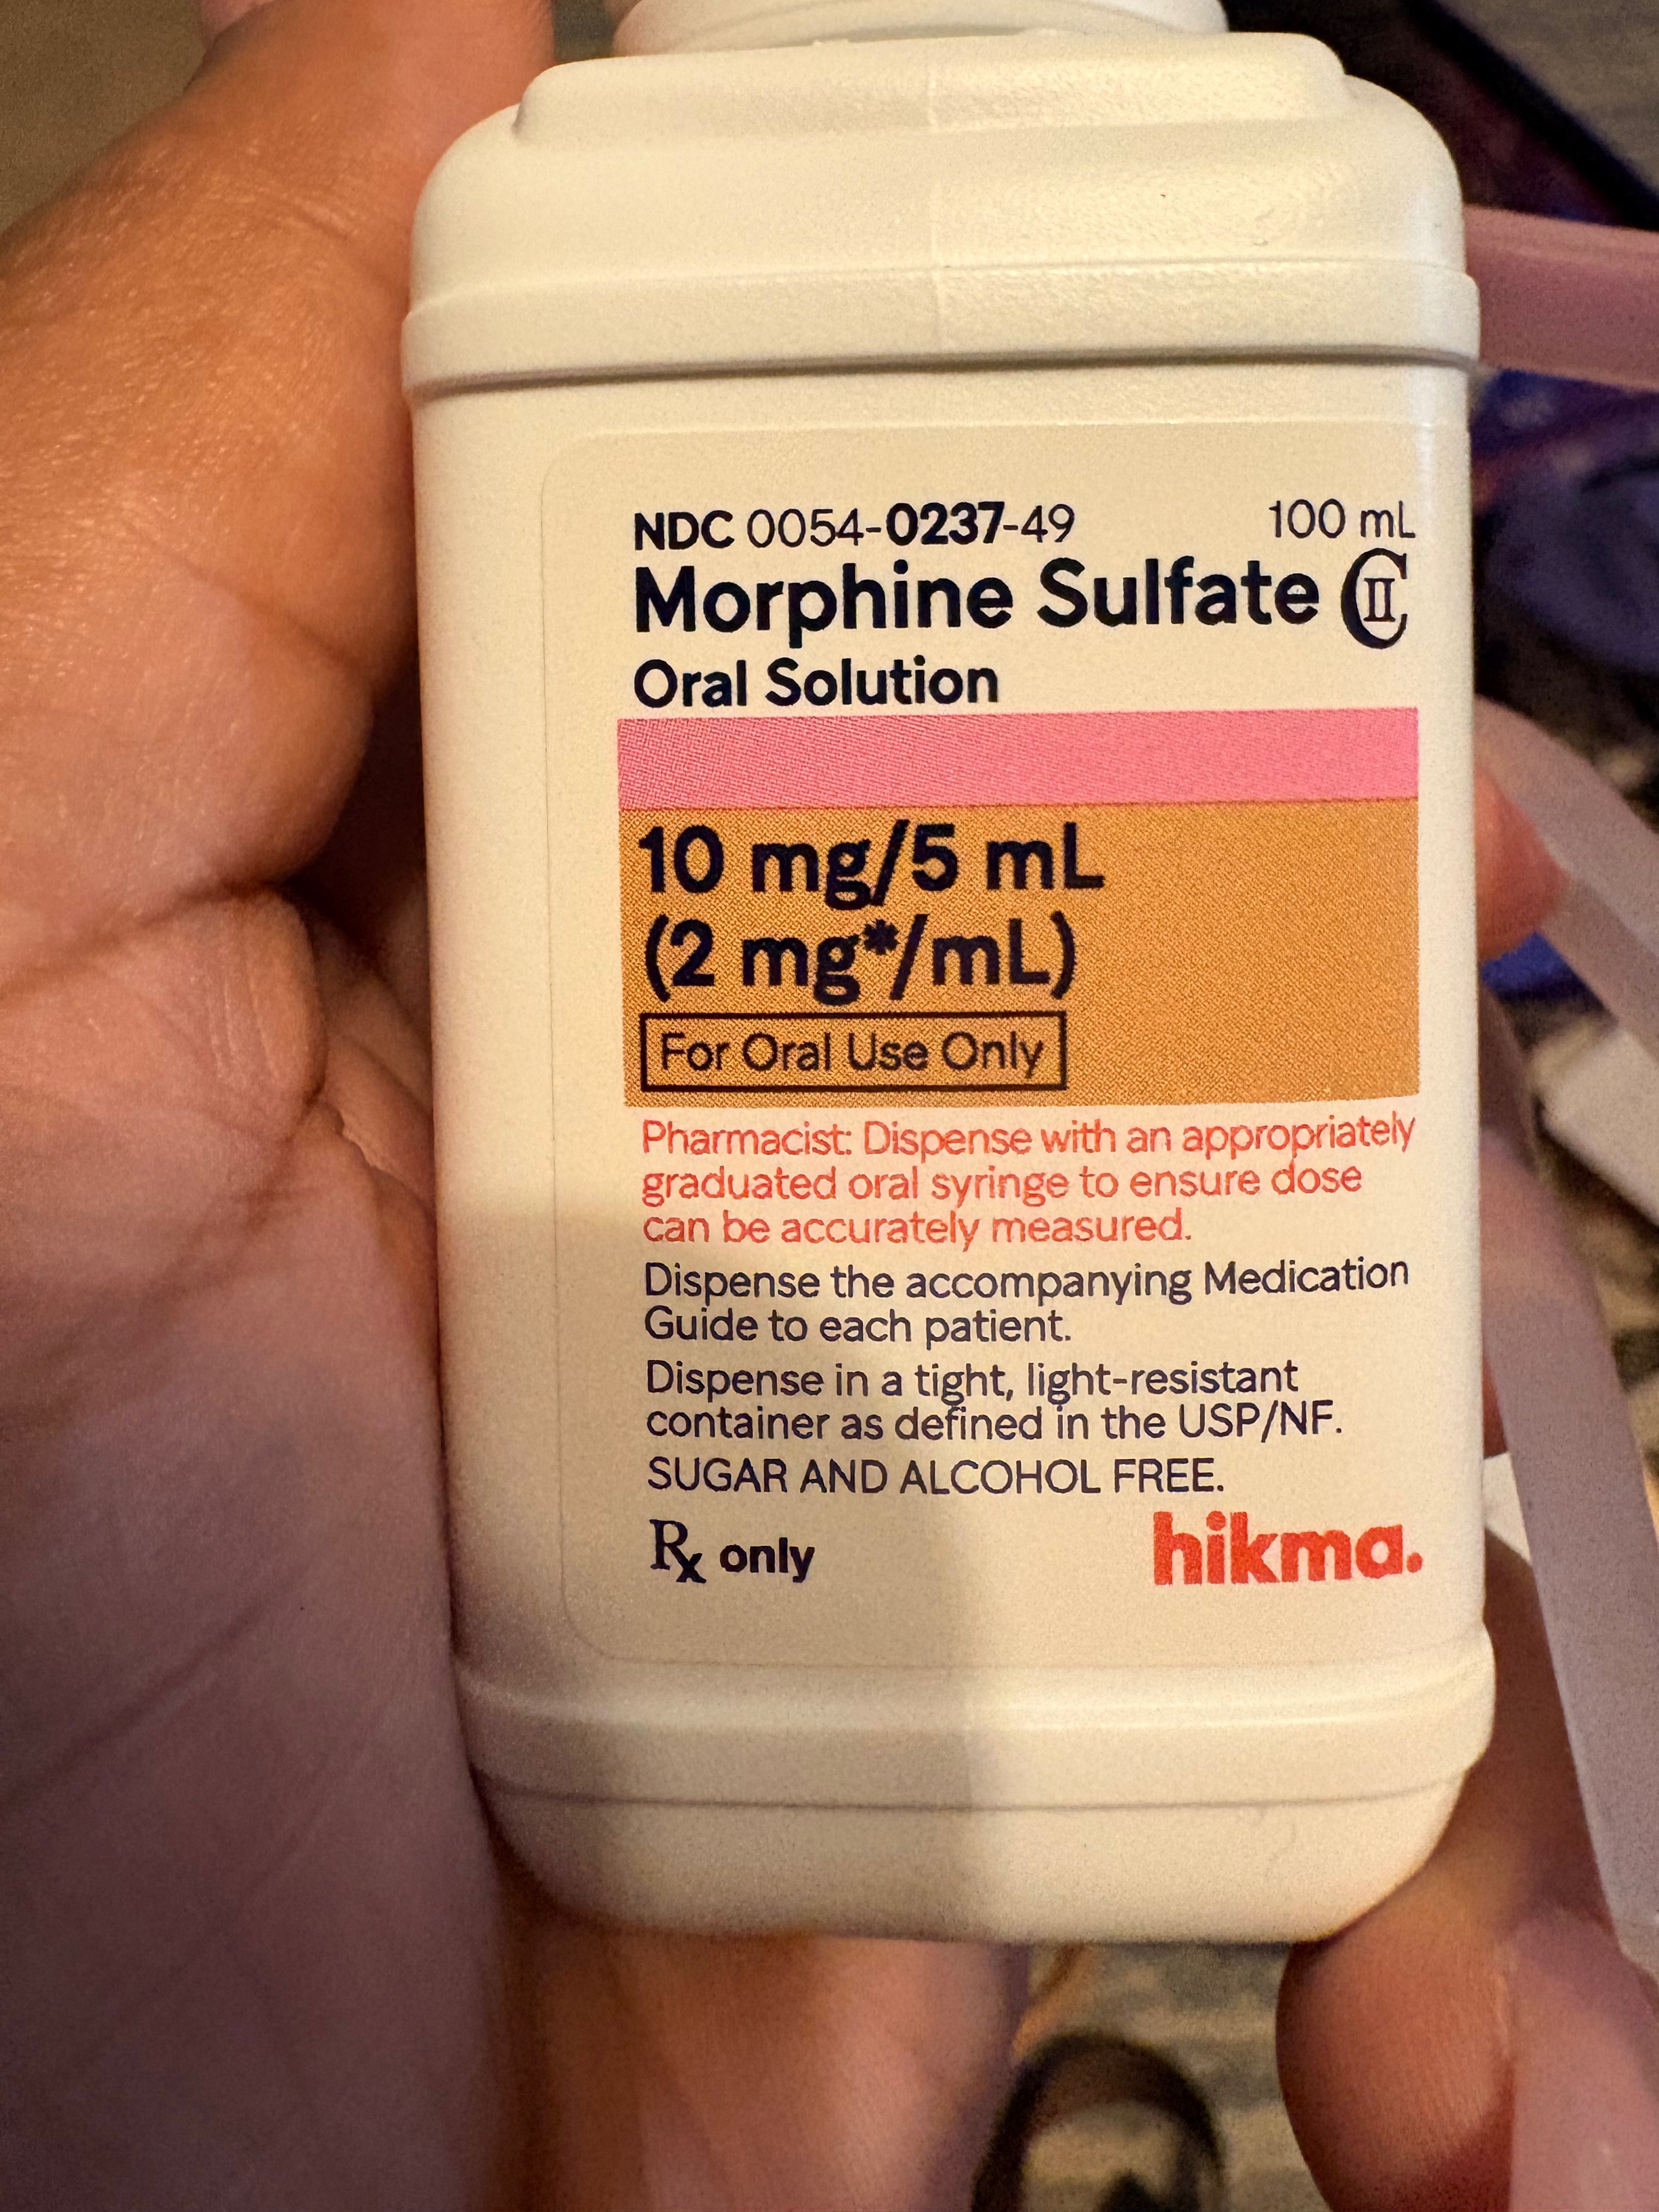 NDC 0054-0237-49 100 mL
Morphine Sulfate CII
Oral Solution
10 mg/5 mL
(2 mg*/mL)
For Oral Use Only
Pharmacist: Dispense with an appropriately
graduated oral syringe to ensure dose
can be accurately measured.
Dispense the accompanying Medication
Guide to each patient.
Dispense in a tight, light-resistant
container as defined in the USP/NF.
SUGAR AND ALCOHOL FREE.
Rx only hikma.